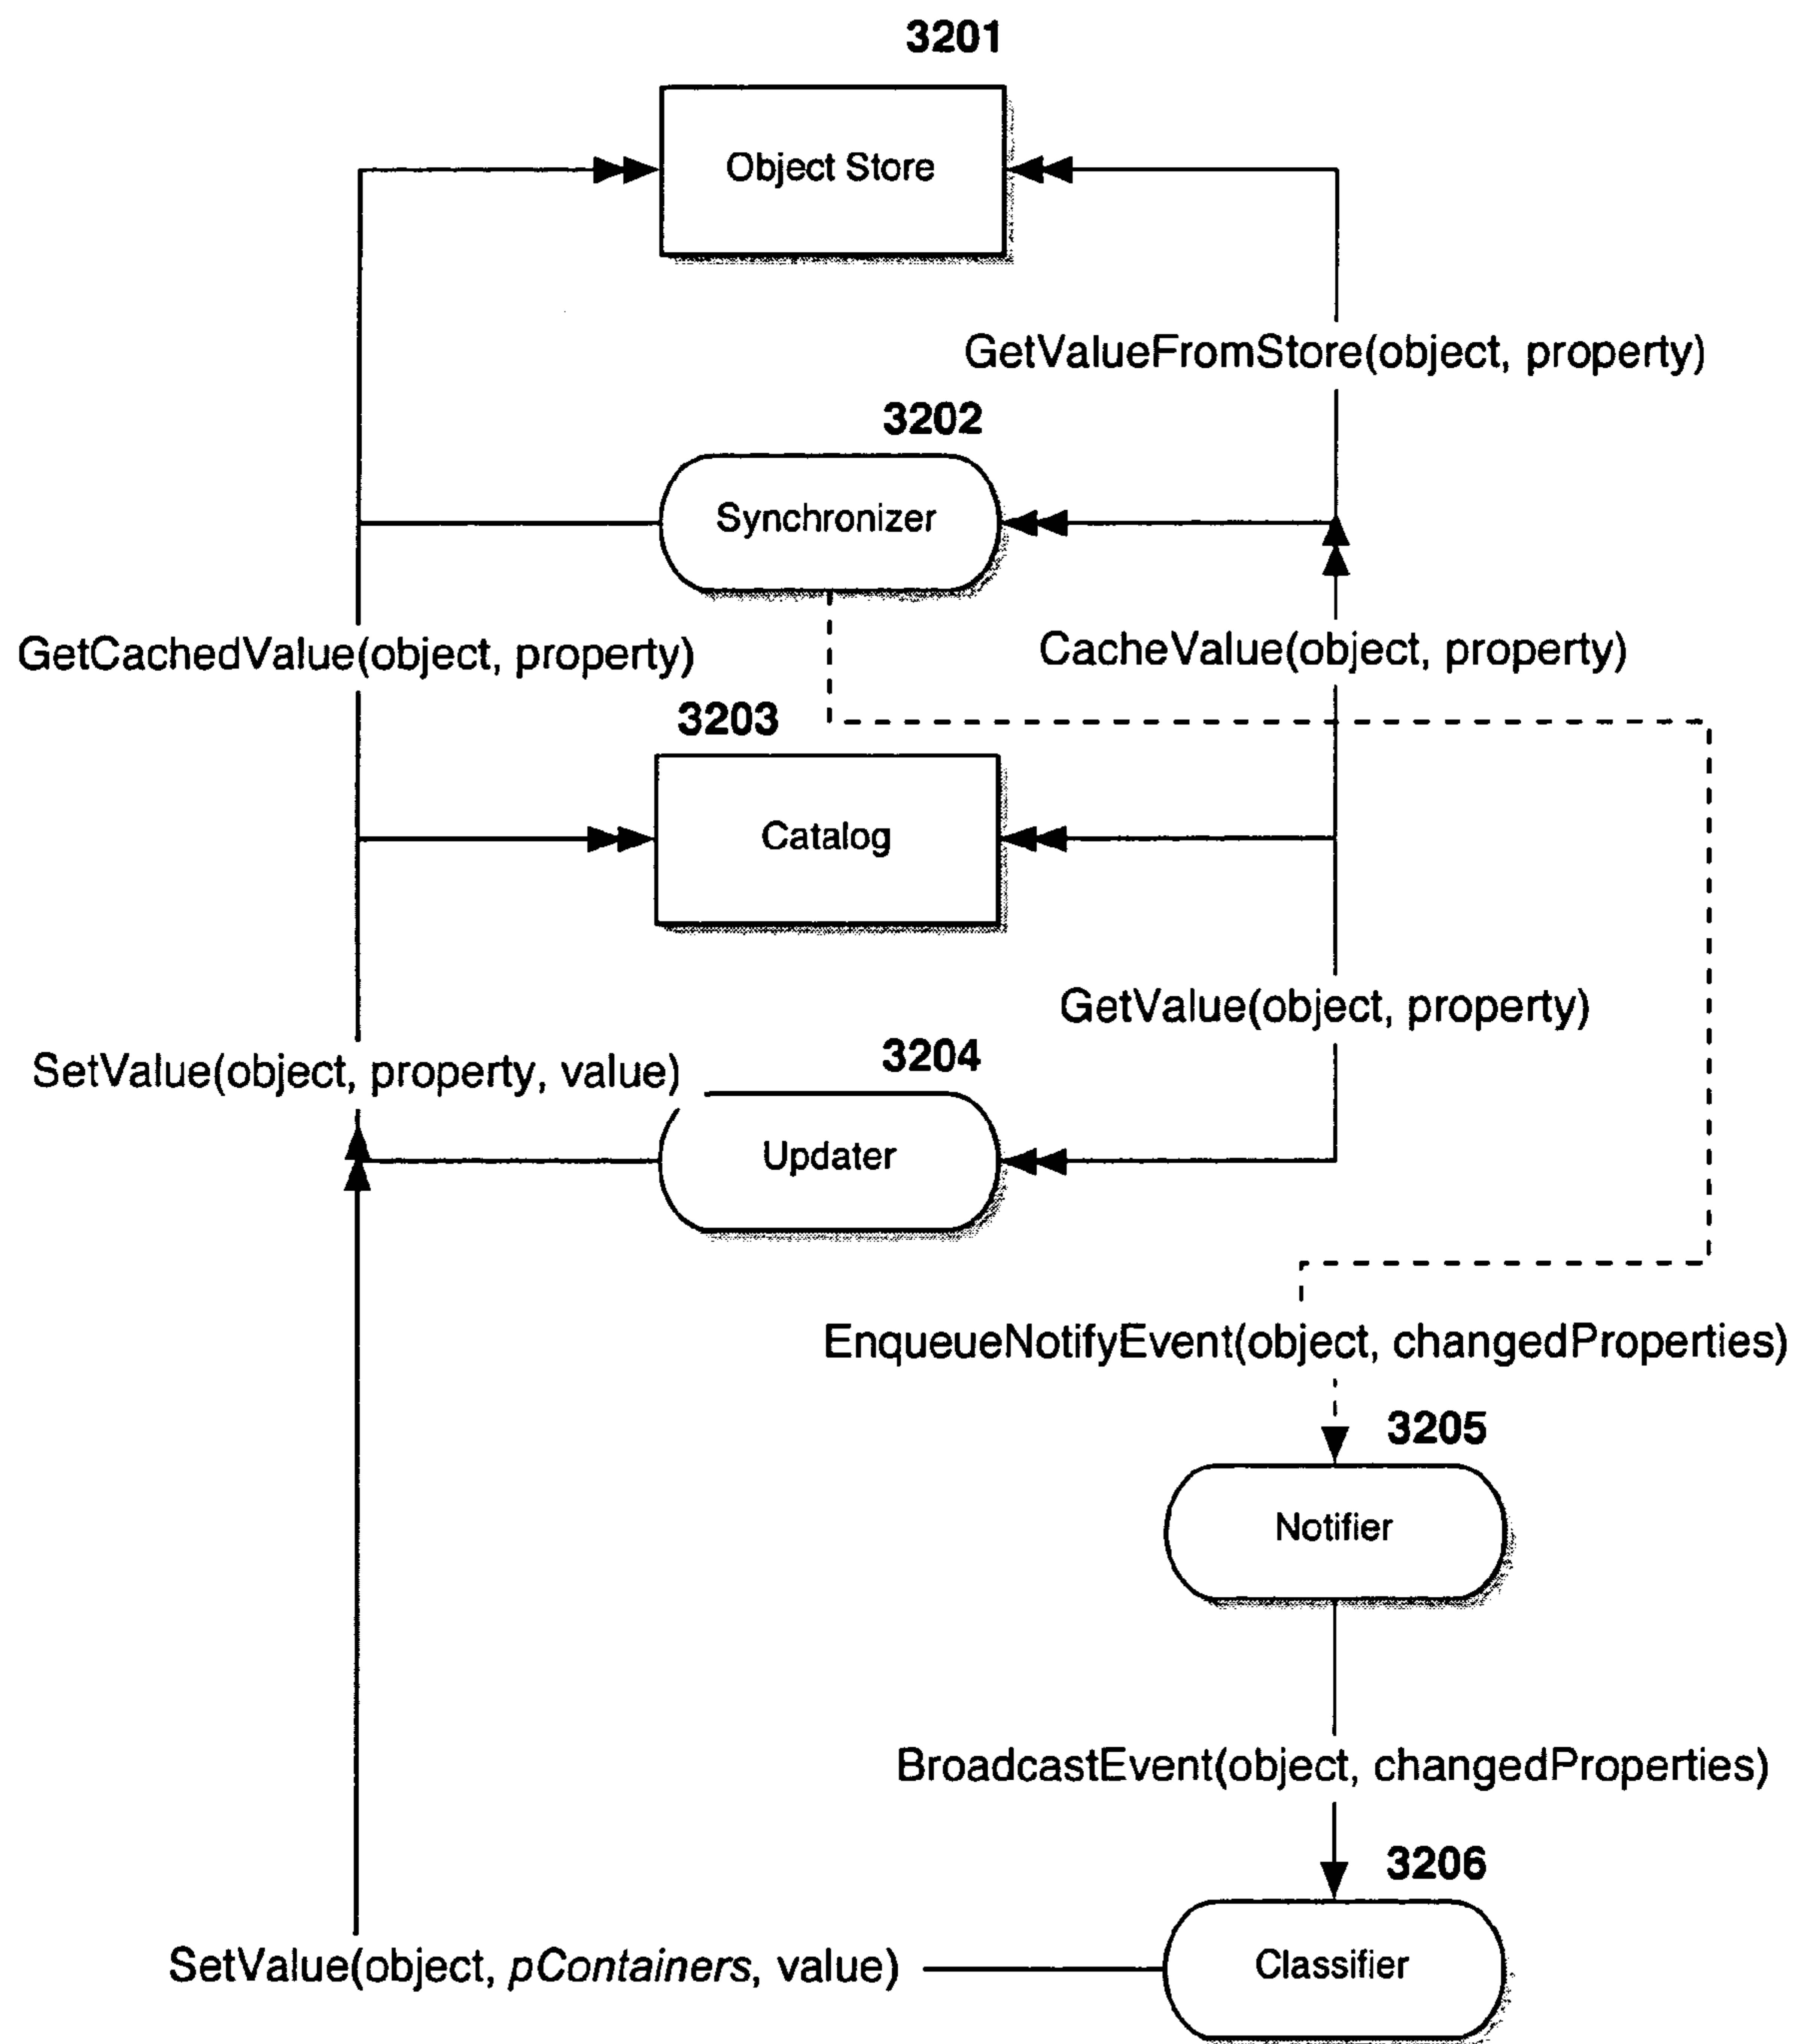 3201
Object Store
GetValueFromStore(object, property)
3202
Synchronizer
GetCachedValue(object, property)
CacheValue(object, property)
3203
Catalog
GetValue(object, property)
3204
SetValue(object, property, value)
Updater
EnqueueNotifyEvent(object, changedProperties)
3205
Notifier
BroadcastEvent(object, changedProperties)
3206
SetValue(object, pContainers, value)
Classifier